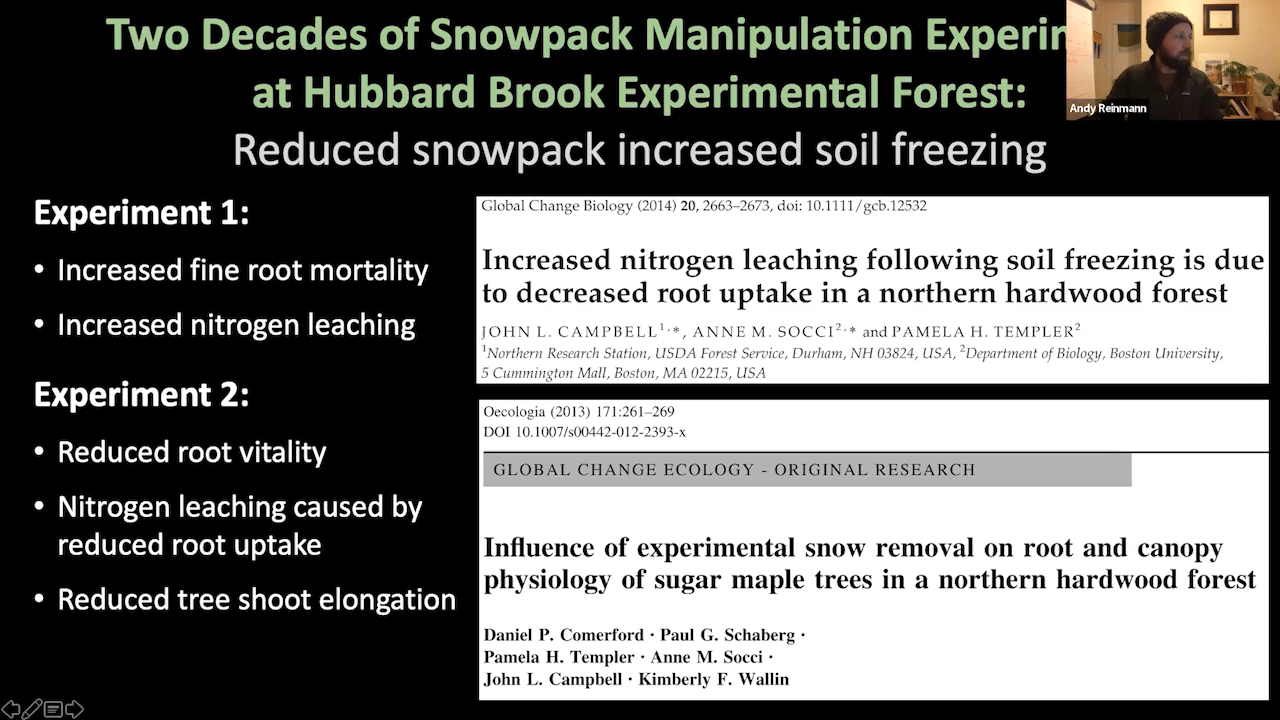 Two Decades of Snowpack Manipulation
at Hubbard Brook Experimental Forest:
Reduced snowpack increased soil freezing
Andy Reinmann
Experiment 1:
• Increased fine root mortality
• Increased nitrogen leaching
Experiment 2:
• Reduced root vitality
• Nitrogen leaching caused by
reduced root uptake
• Reduced tree shoot elongation
Global Change Biology (2014) 20, 2663–2673, doi: 10.1111/gcb.12532
Increased nitrogen leaching following soil freezing is due
to decreased root uptake in a northern hardwood forest
JOHN L. CAMPBELL1,*, ANNE M. SOCCI2,* and PAMELA H. TEMPLER2
1Northern Research Station, USDA Forest Service, Durham, NH 03824, USA, 2Department of Biology, Boston University,
5 Cummington Mall, Boston, MA 02215, USA
Oecologia (2013) 171:261–269
DOI 10.1007/s00442-012-2393-x
GLOBAL CHANGE ECOLOGY - ORIGINAL RESEARCH
Influence of experimental snow removal on root and canopy
physiology of sugar maple trees in a northern hardwood forest
Daniel P. Comerford · Paul G. Schaberg ·
Pamela H. Templer · Anne M. Socci ·
John L. Campbell · Kimberly F. Wallin